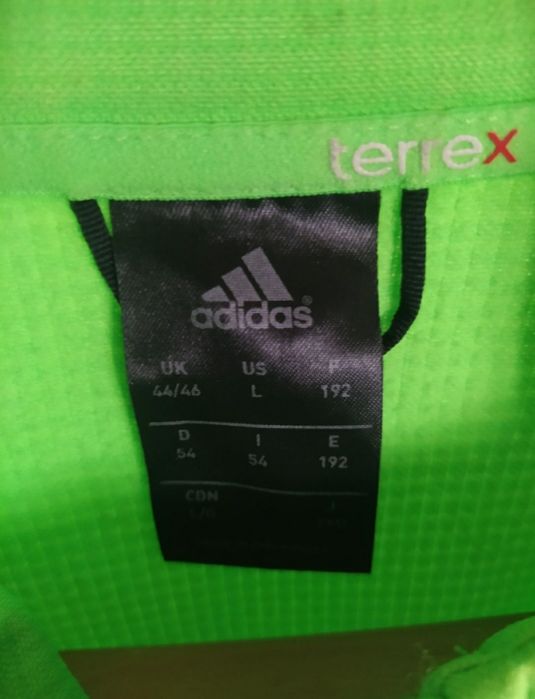 terrex
adidas®
UK US F
44/46 L 192
D I E
54 54 192
CDN J
L/G